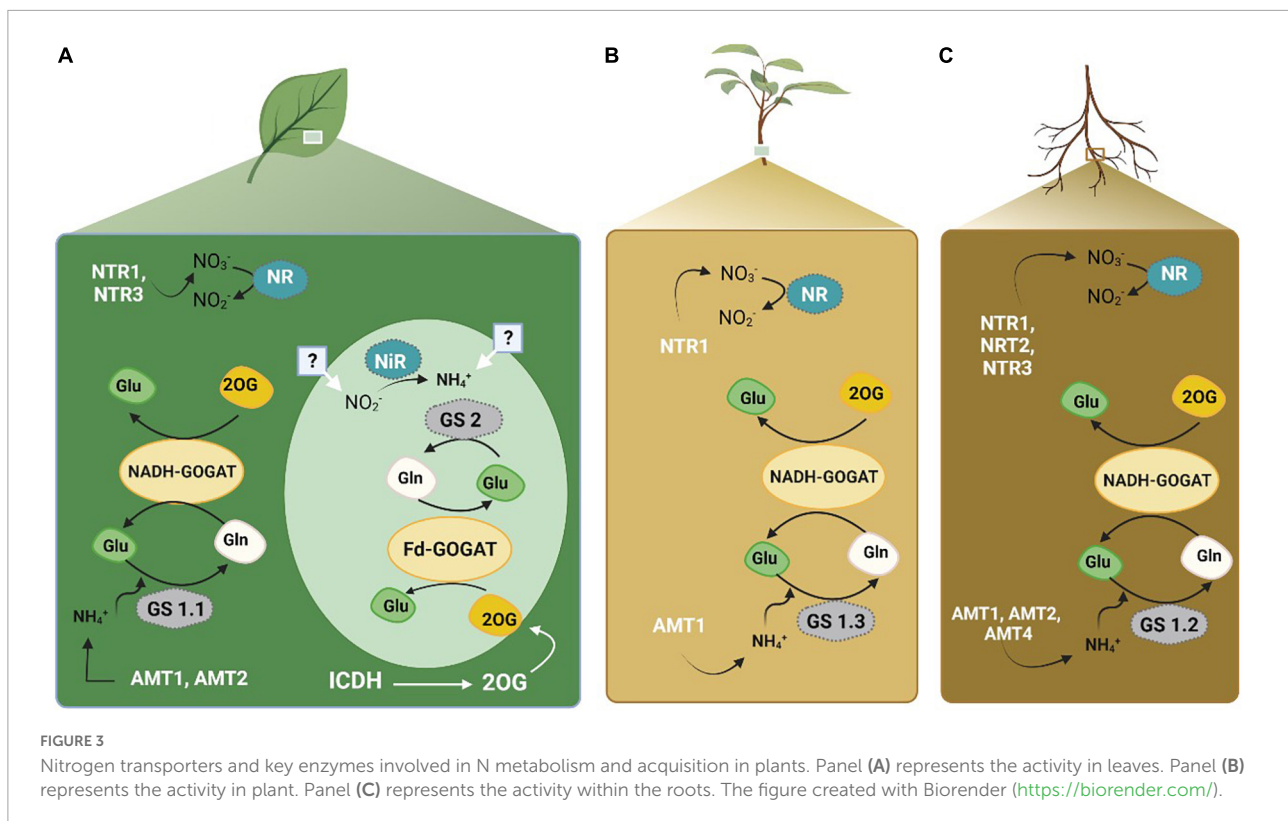 A
B
C
NTR1,
NTR3
NO₃⁻
NO₂⁻
NR
Glu
2OG
NADH-GOGAT
Glu
Gln
NH₄⁺
GS 1.1
AMT1, AMT2
?
?
NiR
NO₂⁻
NH₄⁺
GS 2
Gln
Glu
Fd-GOGAT
Glu
2OG
ICDH
2OG
NO₃⁻
NO₂⁻
NR
NTR1
Glu
2OG
NADH-GOGAT
Glu
Gln
AMT1
NH₄⁺
GS 1.3
NO₃⁻
NO₂⁻
NR
NTR1,
NRT2,
NTR3
Glu
2OG
NADH-GOGAT
Glu
Gln
AMT1, AMT2,
AMT4
NH₄⁺
GS 1.2
FIGURE 3
Nitrogen transporters and key enzymes involved in N metabolism and acquisition in plants. Panel (A) represents the activity in leaves. Panel (B)
represents the activity in plant. Panel (C) represents the activity within the roots. The figure created with Biorender (https://biorender.com/).